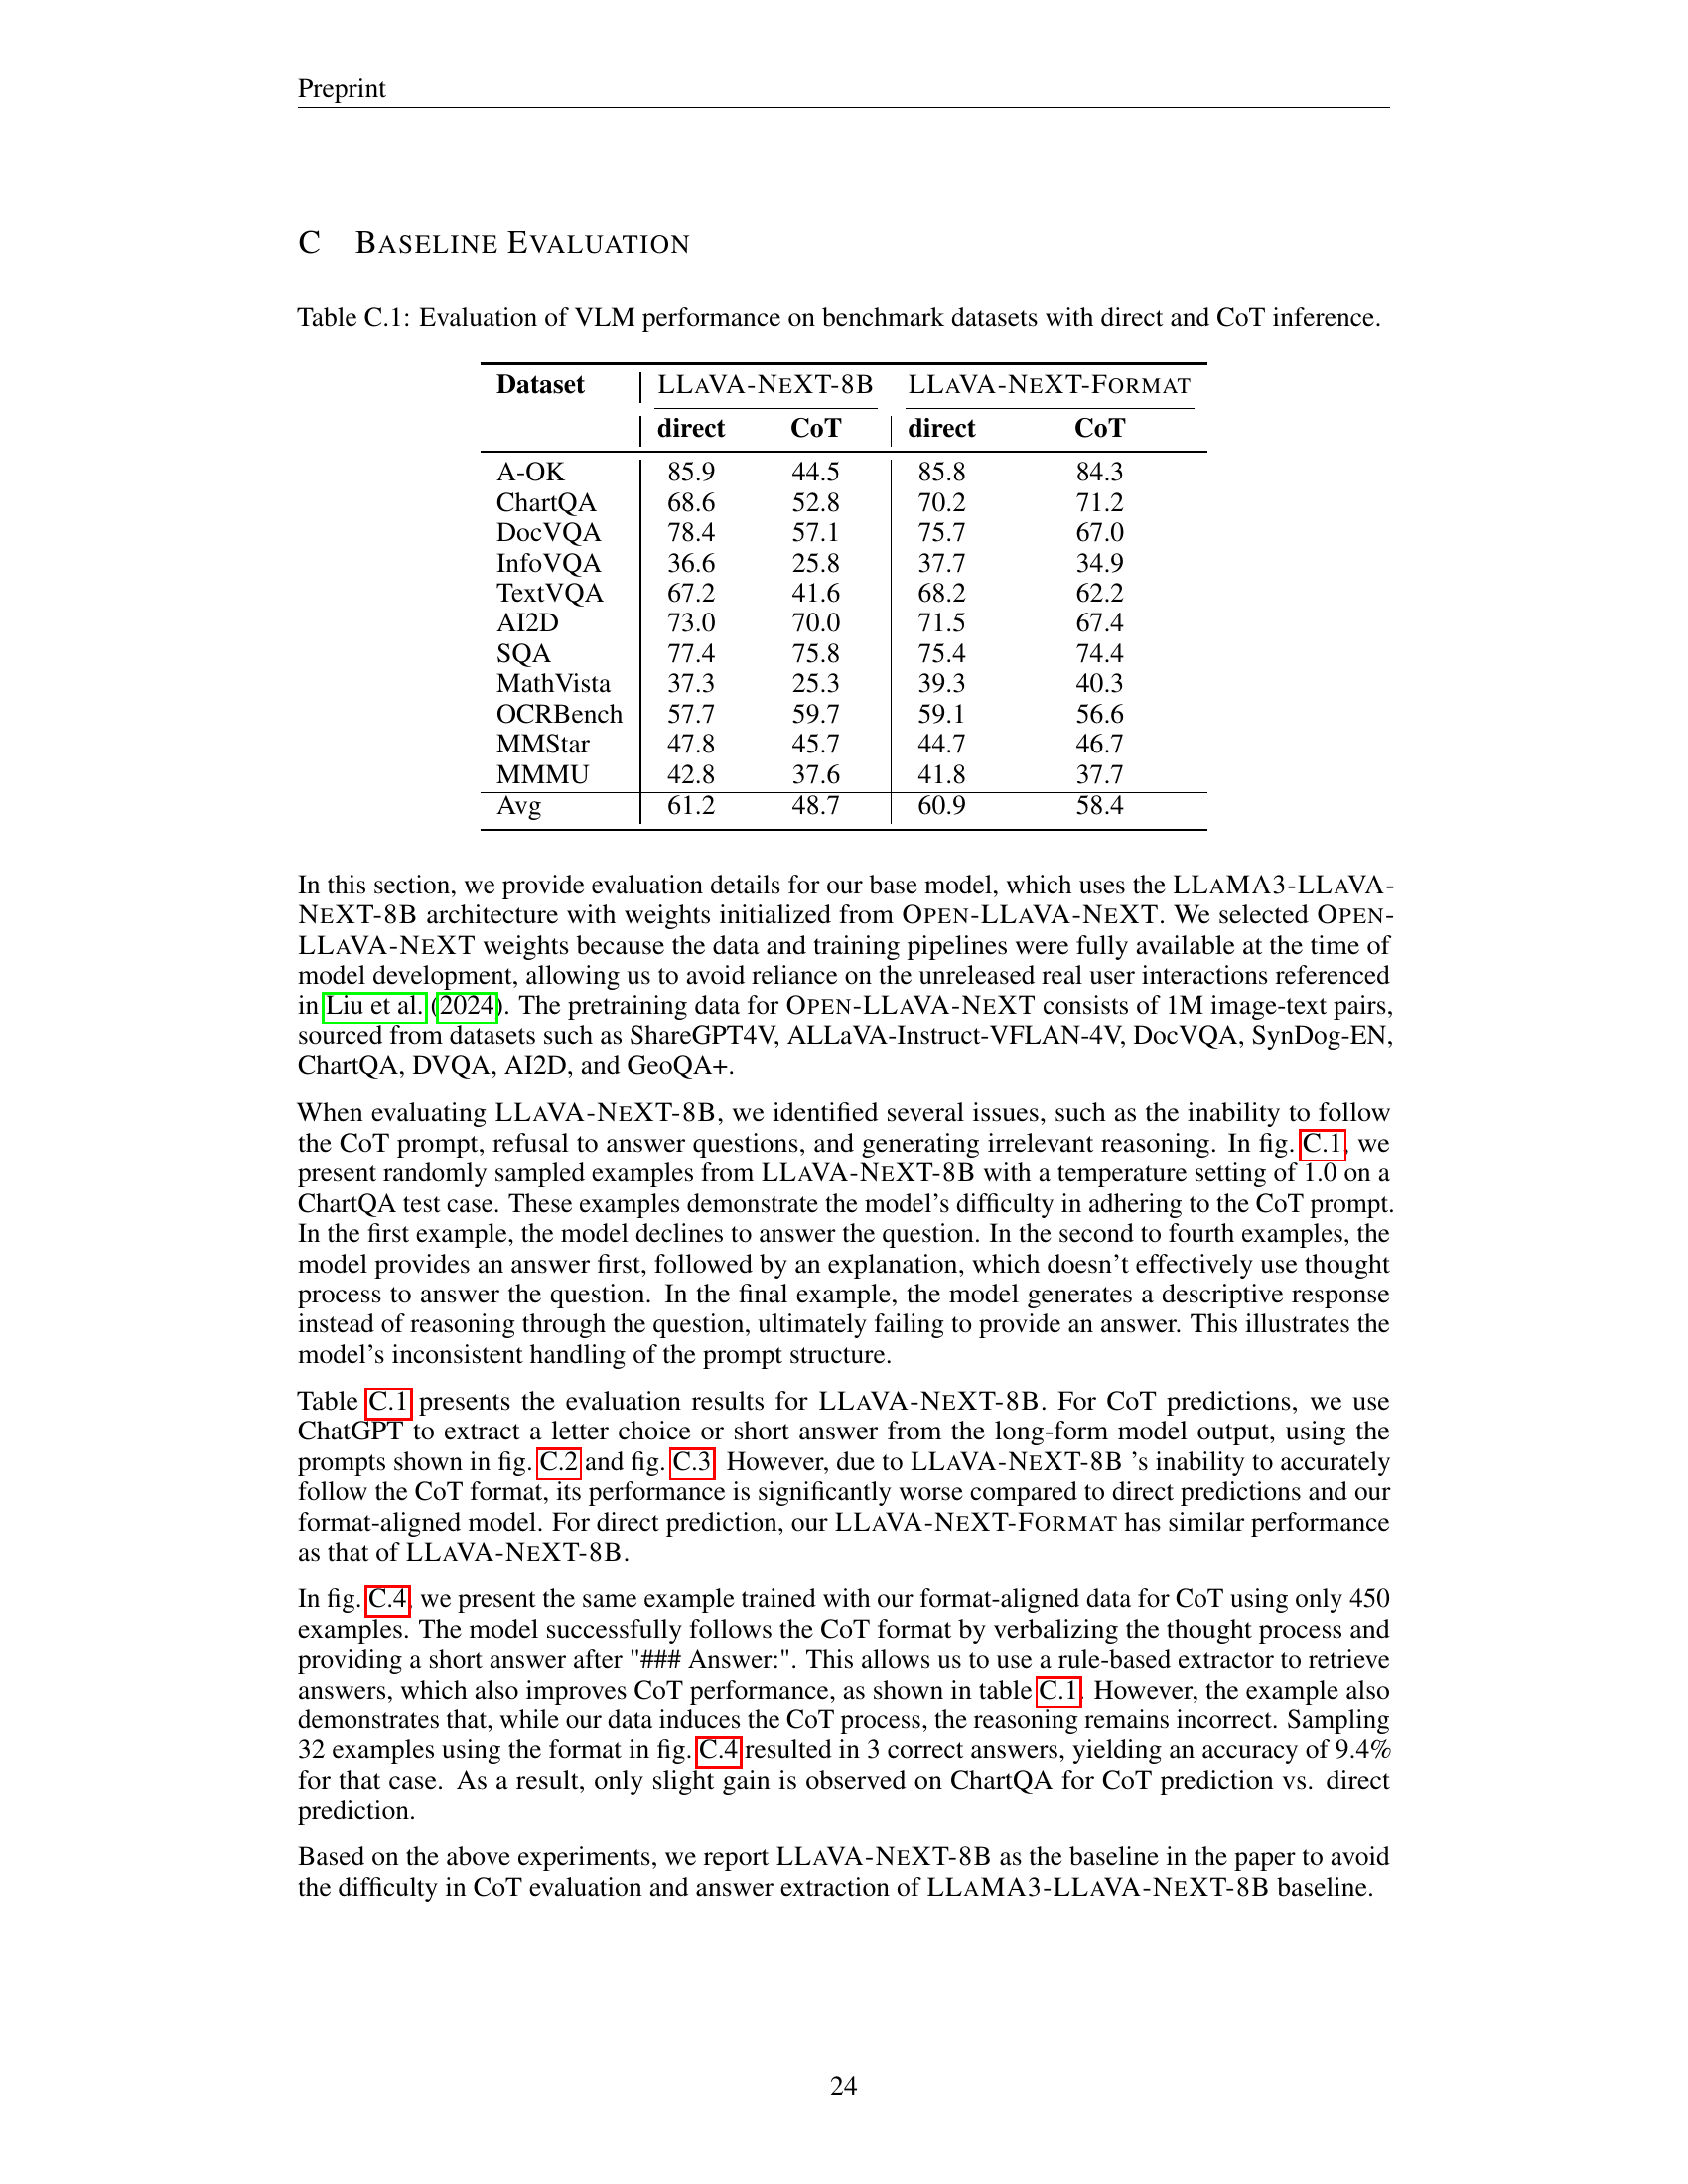 Preprint
C BASELINE EVALUATION
Table C.1: Evaluation of VLM performance on benchmark datasets with direct and CoT inference.
Dataset LLAVA-NEXT-8B LLAVA-NEXT-FORMAT
direct CoT direct CoT
A-OK 85.9 44.5 85.8 84.3
ChartQA 68.6 52.8 70.2 71.2
DocVQA 78.4 57.1 75.7 67.0
InfoVQA 36.6 25.8 37.7 34.9
TextVQA 67.2 41.6 68.2 62.2
AI2D 73.0 70.0 71.5 67.4
SQA 77.4 75.8 75.4 74.4
MathVista 37.3 25.3 39.3 40.3
OCRBench 57.7 59.7 59.1 56.6
MMStar 47.8 45.7 44.7 46.7
MMMU 42.8 37.6 41.8 37.7
Avg 61.2 48.7 60.9 58.4
In this section, we provide evaluation details for our base model, which uses the LLAMA3-LLAVA-
NEXT-8B architecture with weights initialized from OPEN-LLAVA-NEXT. We selected OPEN-
LLAVA-NEXT weights because the data and training pipelines were fully available at the time of
model development, allowing us to avoid reliance on the unreleased real user interactions referenced
in Liu et al. (2024). The pretraining data for OPEN-LLAVA-NEXT consists of 1M image-text pairs,
sourced from datasets such as ShareGPT4V, ALLaVA-Instruct-VFLAN-4V, DocVQA, SynDog-EN,
ChartQA, DVQA, AI2D, and GeoQA+.
When evaluating LLAVA-NEXT-8B, we identified several issues, such as the inability to follow
the CoT prompt, refusal to answer questions, and generating irrelevant reasoning. In fig. C.1, we
present randomly sampled examples from LLAVA-NEXT-8B with a temperature setting of 1.0 on a
ChartQA test case. These examples demonstrate the model's difficulty in adhering to the CoT prompt.
In the first example, the model declines to answer the question. In the second to fourth examples, the
model provides an answer first, followed by an explanation, which doesn't effectively use thought
process to answer the question. In the final example, the model generates a descriptive response
instead of reasoning through the question, ultimately failing to provide an answer. This illustrates the
model's inconsistent handling of the prompt structure.
Table C.1 presents the evaluation results for LLAVA-NEXT-8B. For CoT predictions, we use
ChatGPT to extract a letter choice or short answer from the long-form model output, using the
prompts shown in fig. C.2 and fig. C.3. However, due to LLAVA-NEXT-8B 's inability to accurately
follow the CoT format, its performance is significantly worse compared to direct predictions and our
format-aligned model. For direct prediction, our LLAVA-NEXT-FORMAT has similar performance
as that of LLAVA-NEXT-8B.
In fig. C.4, we present the same example trained with our format-aligned data for CoT using only 450
examples. The model successfully follows the CoT format by verbalizing the thought process and
providing a short answer after "### Answer:". This allows us to use a rule-based extractor to retrieve
answers, which also improves CoT performance, as shown in table C.1. However, the example also
demonstrates that, while our data induces the CoT process, the reasoning remains incorrect. Sampling
32 examples using the format in fig. C.4 resulted in 3 correct answers, yielding an accuracy of 9.4%
for that case. As a result, only slight gain is observed on ChartQA for CoT prediction vs. direct
prediction.
Based on the above experiments, we report LLAVA-NEXT-8B as the baseline in the paper to avoid
the difficulty in CoT evaluation and answer extraction of LLAMA3-LLAVA-NEXT-8B baseline.
24